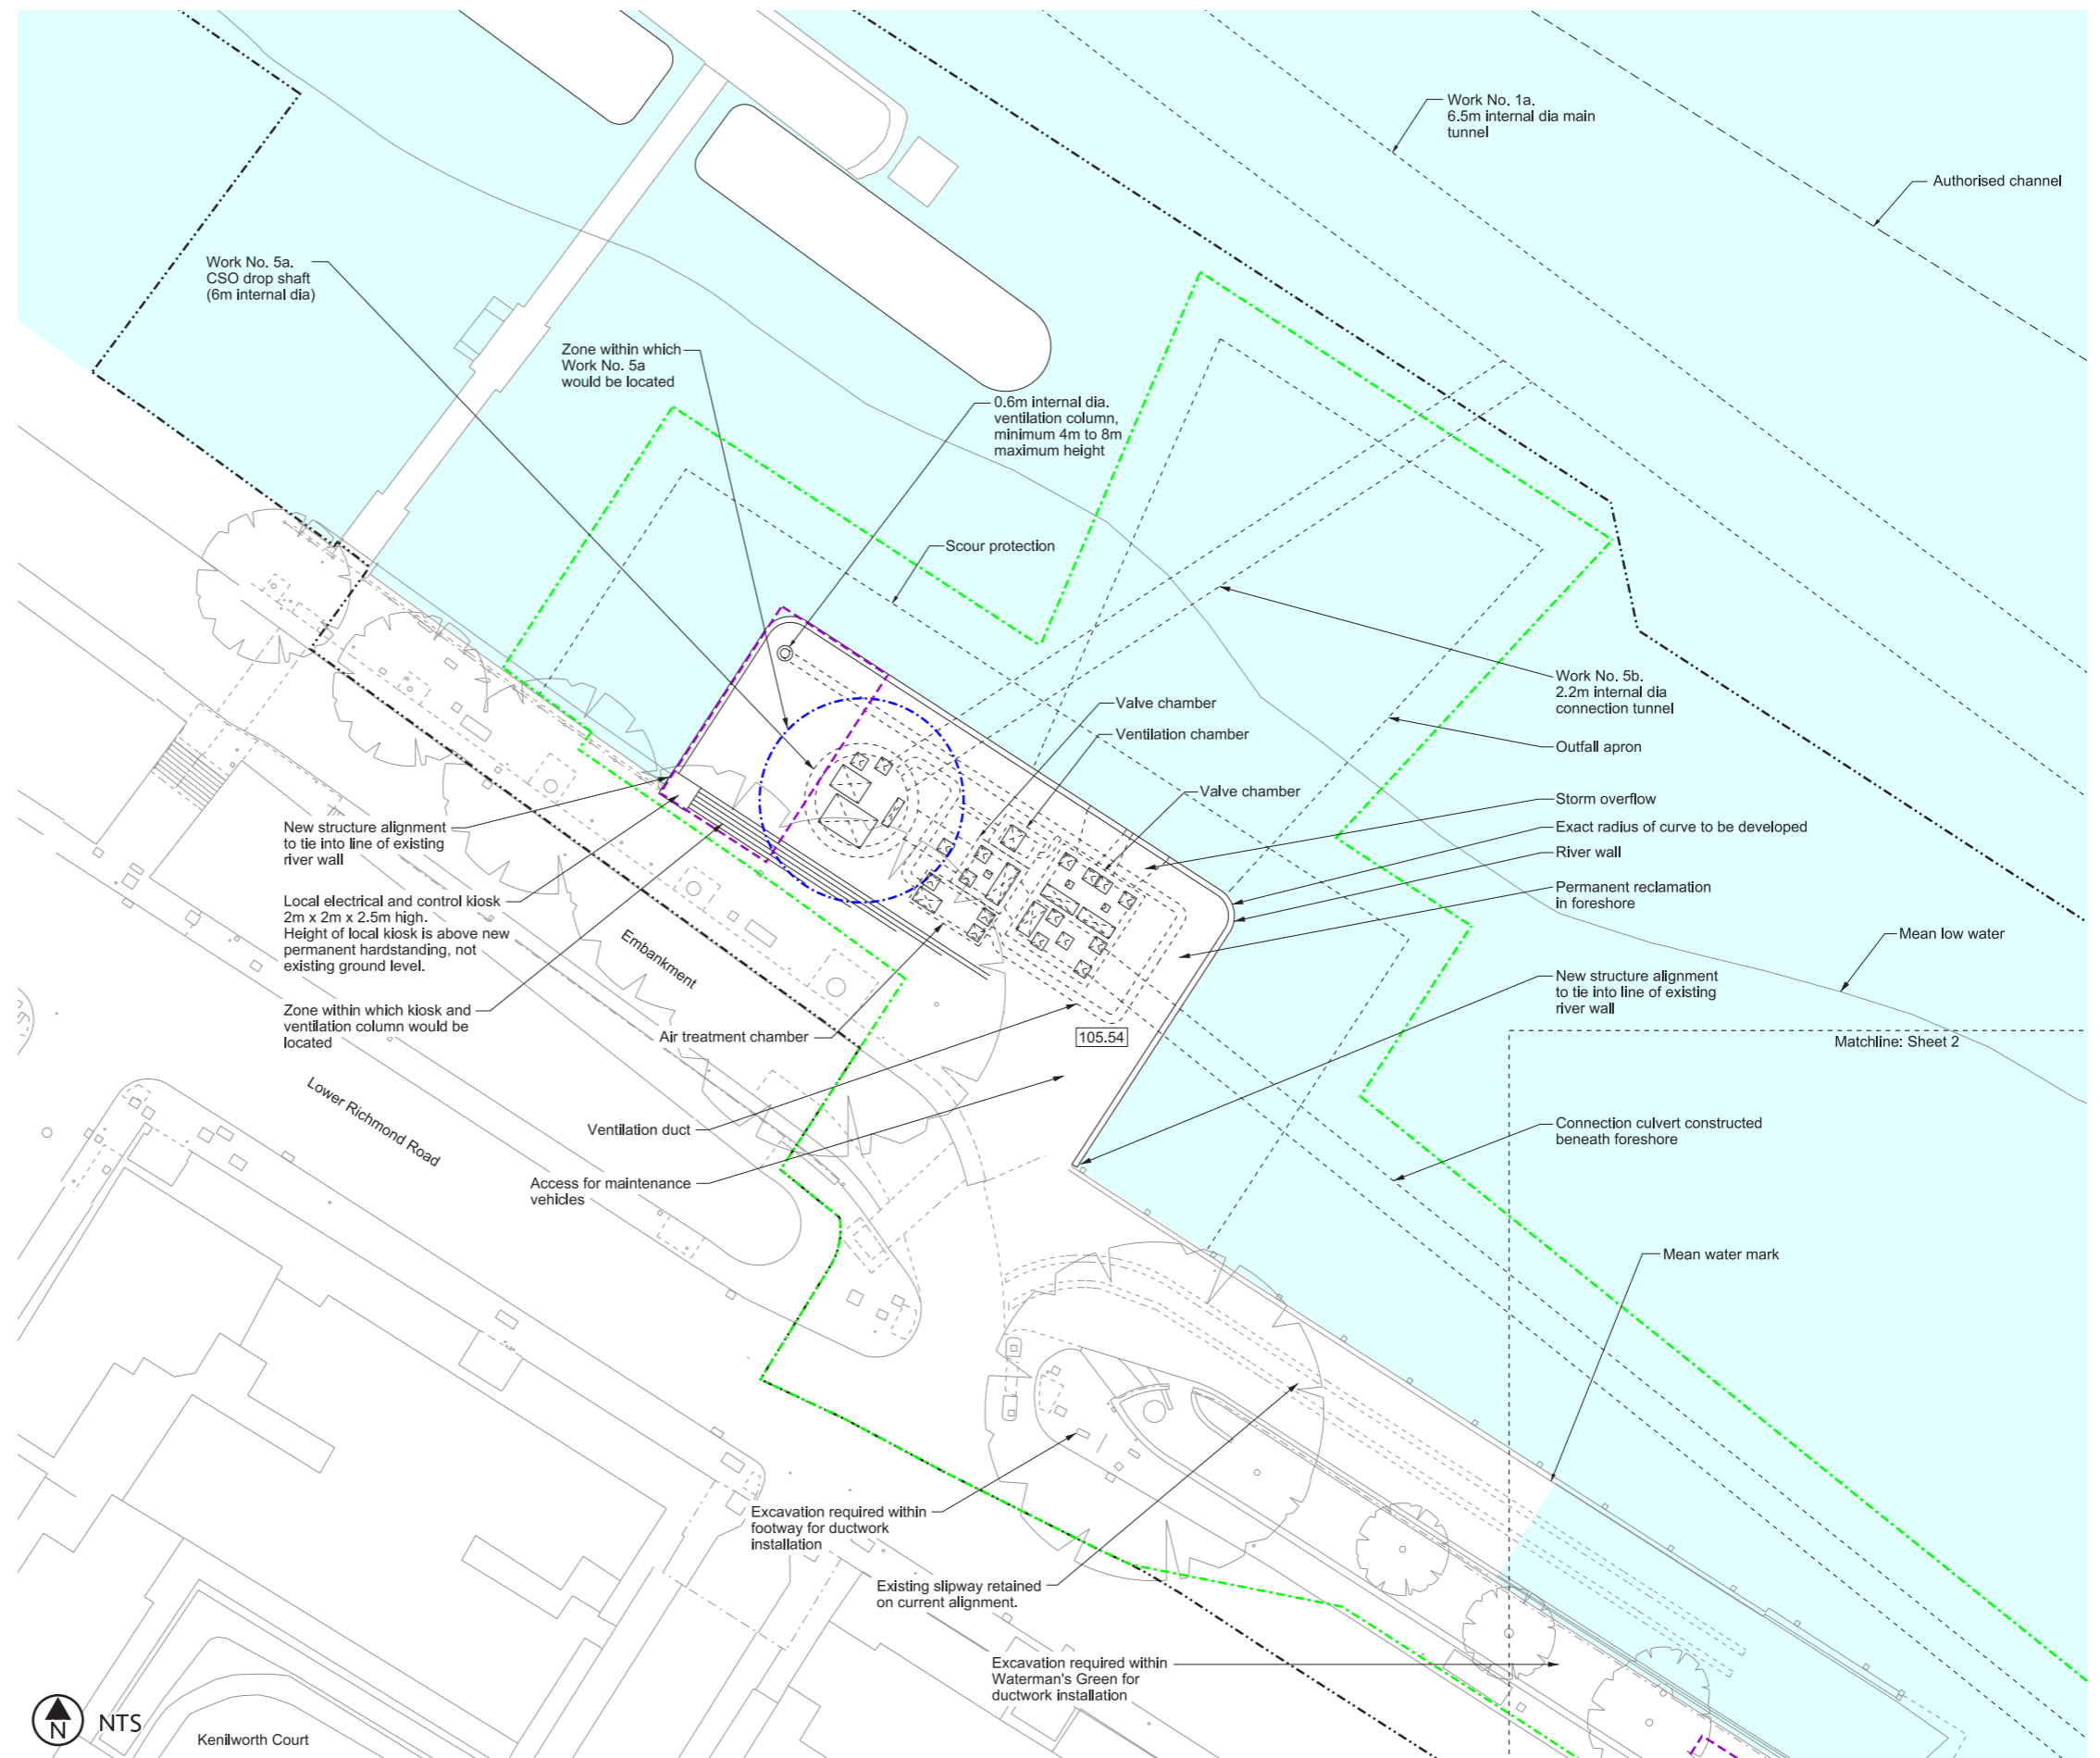 Work No. 1a.
6.5m internal dia main
tunnel
Authorised channel
Work No. 5a.
CSO drop shaft
(6m internal dia)
Zone within which
Work No. 5a
would be located
0.6m internal dia.
ventilation column,
minimum 4m to 8m
maximum height
Scour protection
Work No. 5b.
2.2m internal dia
connection tunnel
Valve chamber
Ventilation chamber
Outfall apron
Valve chamber
Storm overflow
Exact radius of curve to be developed
River wall
Permanent reclamation
in foreshore
New structure alignment
to tie into line of existing
river wall
Local electrical and control kiosk
2m x 2m x 2.5m high.
Height of local kiosk is above new
permanent hardstanding, not
existing ground level.
Zone within which kiosk and
ventilation column would be
located
Embankment
Mean low water
New structure alignment
to tie into line of existing
river wall
Air treatment chamber
105.54
Matchline: Sheet 2
Lower Richmond Road
Ventilation duct
Connection culvert constructed
beneath foreshore
Access for maintenance
vehicles
Mean water mark
Excavation required within
footway for ductwork
installation
Existing slipway retained
on current alignment.
Excavation required within
Waterman's Green for
ductwork installation
N
NTS
Kenilworth Court